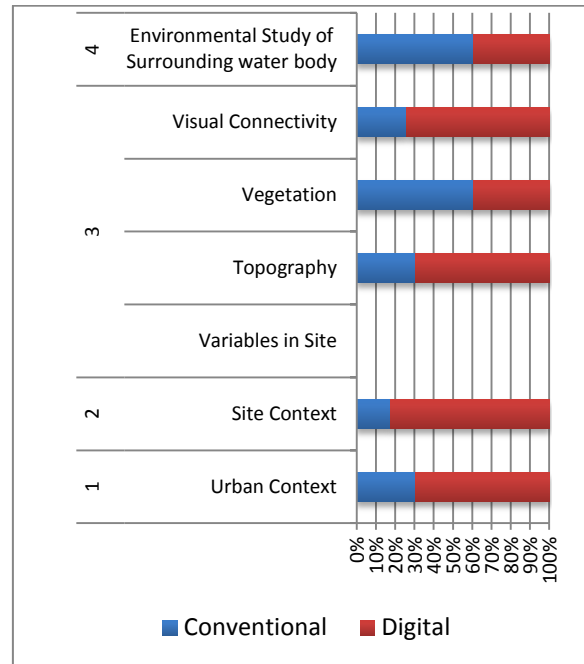 4
Environmental Study of
Surrounding water body
3
Visual Connectivity
Vegetation
Topography
Variables in Site
2
Site Context
1
Urban Context
0%
10%
20%
30%
40%
50%
60%
70%
80%
90%
100%
Conventional
Digital